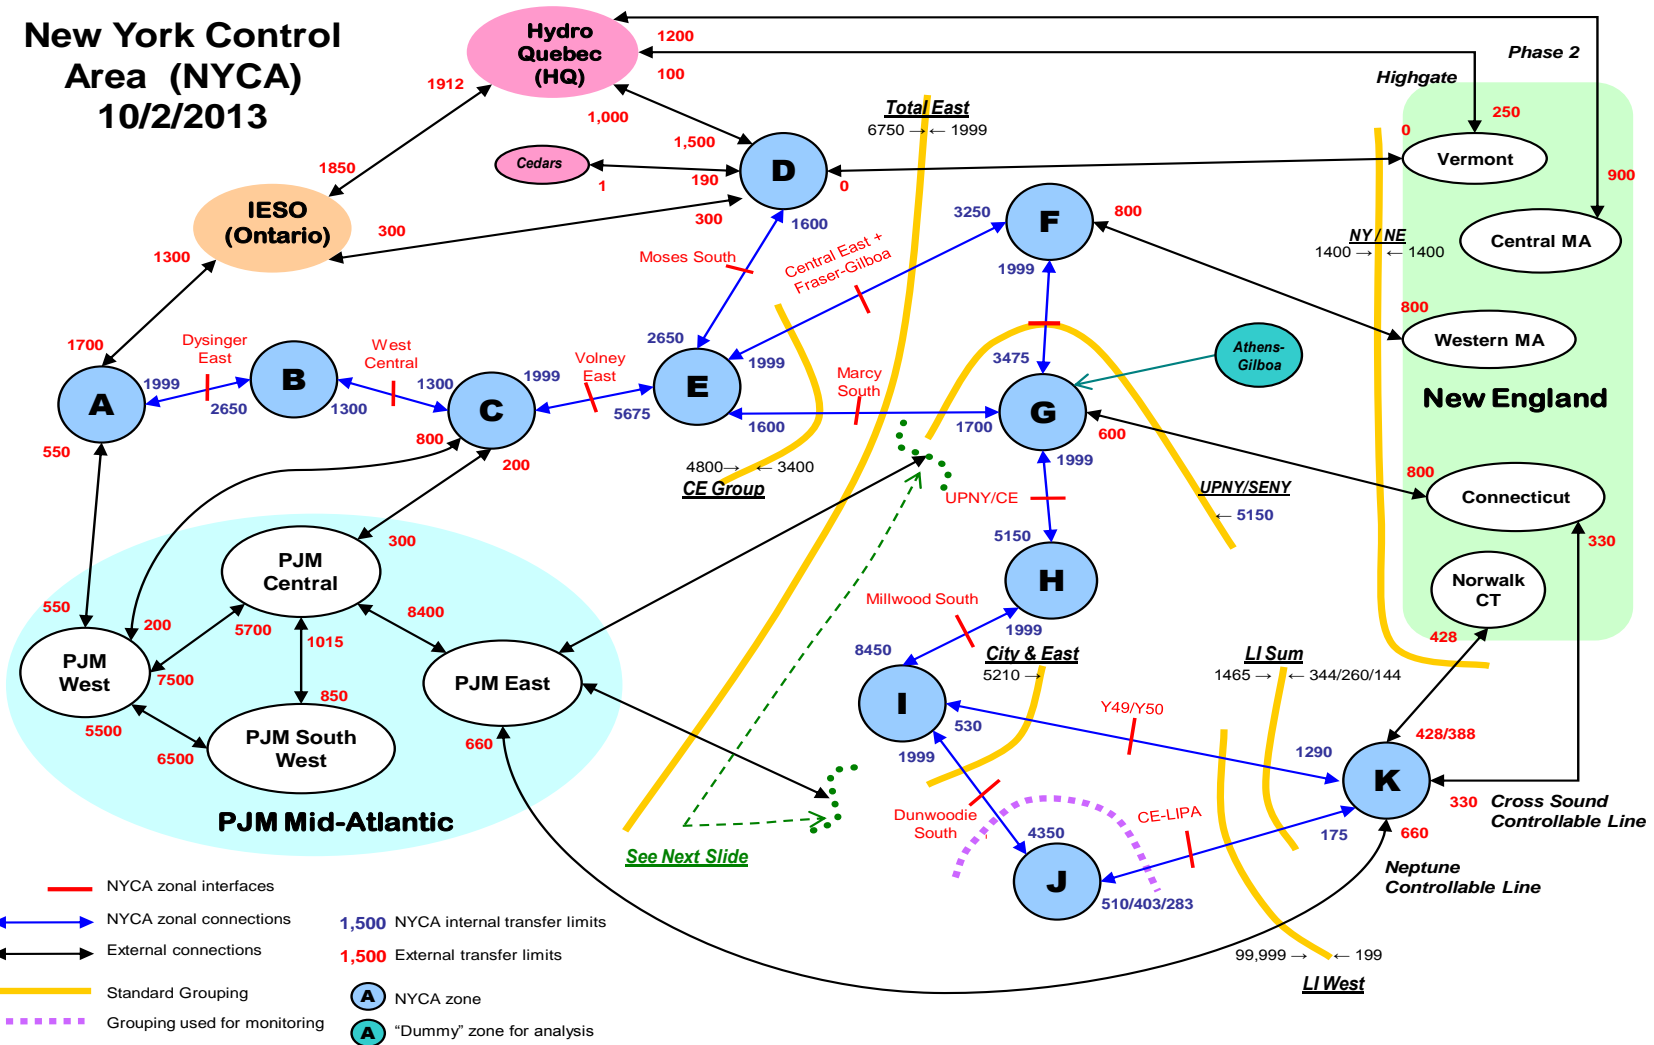 New York Control
Area (NYCA)
10/2/2013
Hydro
Quebec
(HQ)
1200
100
Phase 2
Highgate
1912
1,000
1,500
Total East
6750 → ← 1999
250
0
Vermont
Cedars
1
190
D
0
1850
300
1600
900
IESO
(Ontario)
300
1300
3250
F
800
1999
Central MA
NY / NE
1400 → ← 1400
Moses South
Central East +
Fraser-Gilboa
800
Western MA
1700
Dysinger
East
West
Central
2650
Volney
East
1999
3475
Athens-
Gilboa
A
1999
2650
B
1300
1300
C
1999
5675
E
1600
Marcy
South
1700
G
600
1999
New England
550
800
200
4800→ ← 3400
CE Group
UPNY/CE
UPNY/SENY
← 5150
800
Connecticut
330
5150
H
PJM
Central
300
8400
5700
1015
550
200
PJM
West
7500
850
5500
6500
PJM South
West
PJM East
660
PJM Mid-Atlantic
Millwood South
1999
8450
City & East
5210 →
I
530
1999
Norwalk
CT
428
LI Sum
1465 → ← 344/260/144
Y49/Y50
1290
428/388
K
330
660
Cross Sound
Controllable Line
Dunwoodie
South
4350
J
CE-LIPA
175
510/403/283
Neptune
Controllable Line
See Next Slide
99,999 → ← 199
LI West
NYCA zonal interfaces
NYCA zonal connections
External connections
Standard Grouping
Grouping used for monitoring
1,500 NYCA internal transfer limits
1,500 External transfer limits
A NYCA zone
A "Dummy" zone for analysis